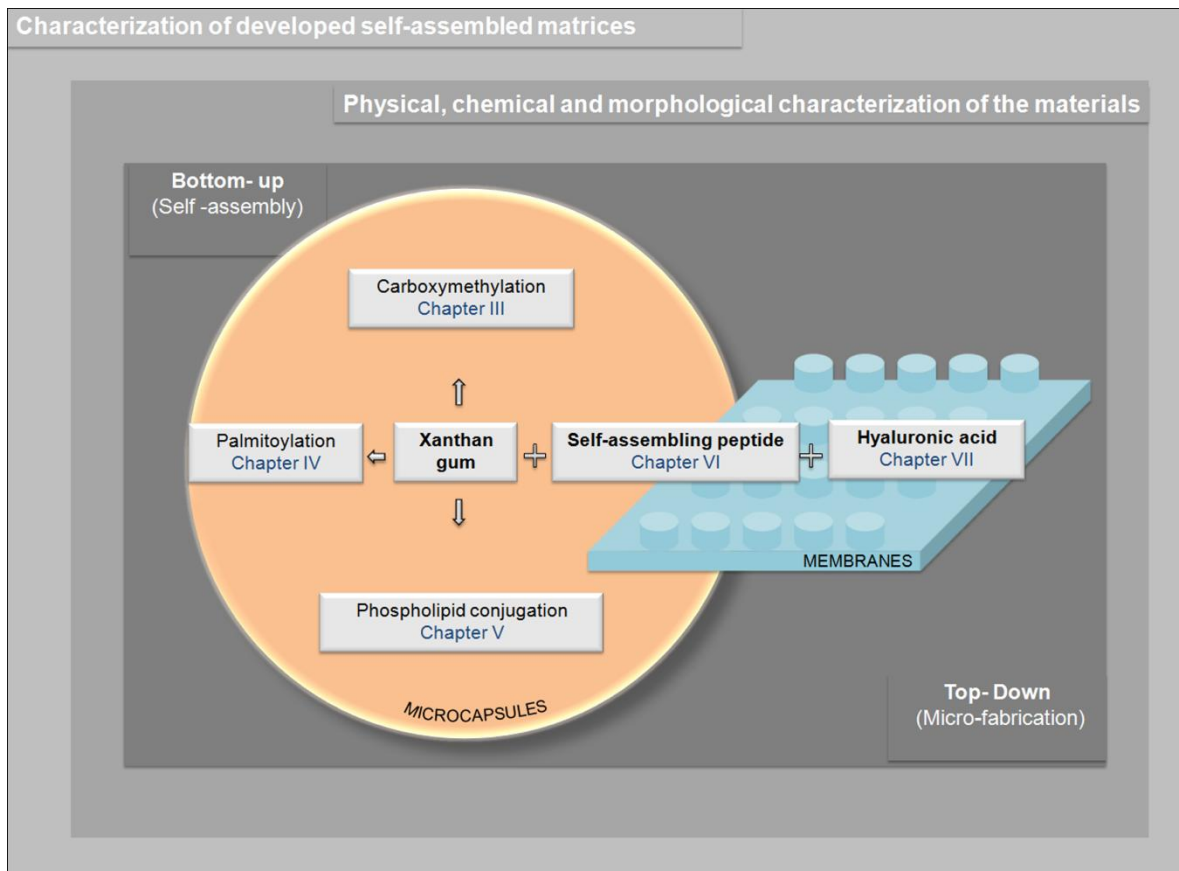 Characterization of developed self-assembled matrices
Physical, chemical and morphological characterization of the materials
Bottom- up
(Self -assembly)
Carboxymethylation
Chapter III
Palmitoylation
Chapter IV
Xanthan
gum
Self-assembling peptide
Chapter VI
Hyaluronic acid
Chapter VII
MEMBRANES
Phospholipid conjugation
Chapter V
MICROCAPSULES
Top- Down
(Micro-fabrication)